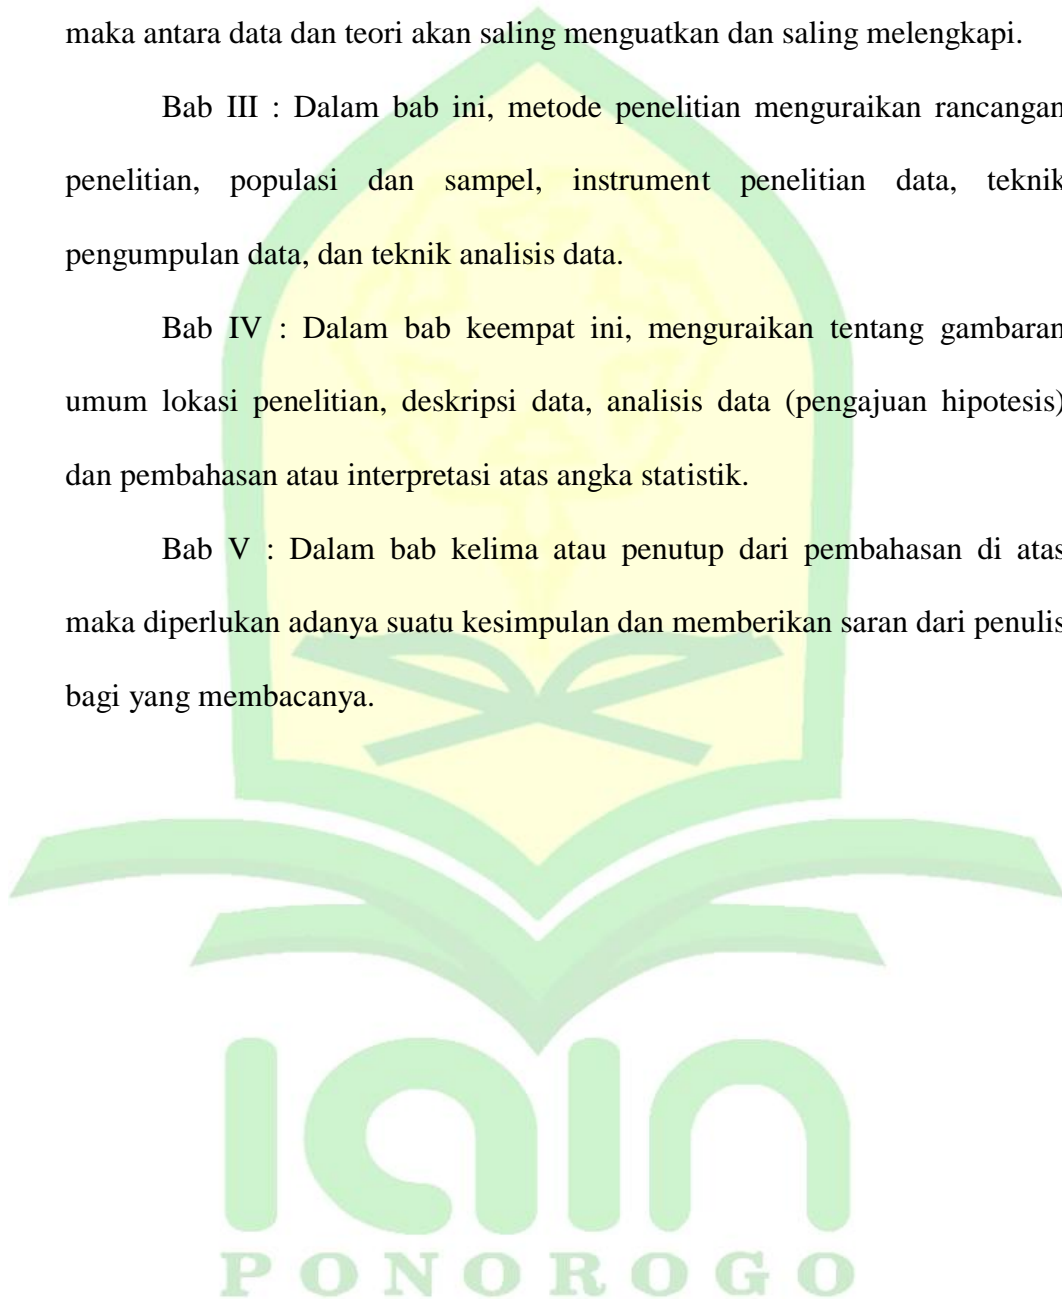 maka antara data dan teori akan saling menguatkan dan saling melengkapi.
Bab III : Dalam bab ini, metode penelitian menguraikan rancangan
penelitian, populasi dan sampel, instrument penelitian data, teknik
pengumpulan data, dan teknik analisis data.
Bab IV : Dalam bab keempat ini, menguraikan tentang gambaran
umum lokasi penelitian, deskripsi data, analisis data (pengajuan hipotesis)
dan pembahasan atau interpretasi atas angka statistik.
Bab V : Dalam bab kelima atau penutup dari pembahasan di atas
maka diperlukan adanya suatu kesimpulan dan memberikan saran dari penulis
bagi yang membacanya.
iain
PONOROGO